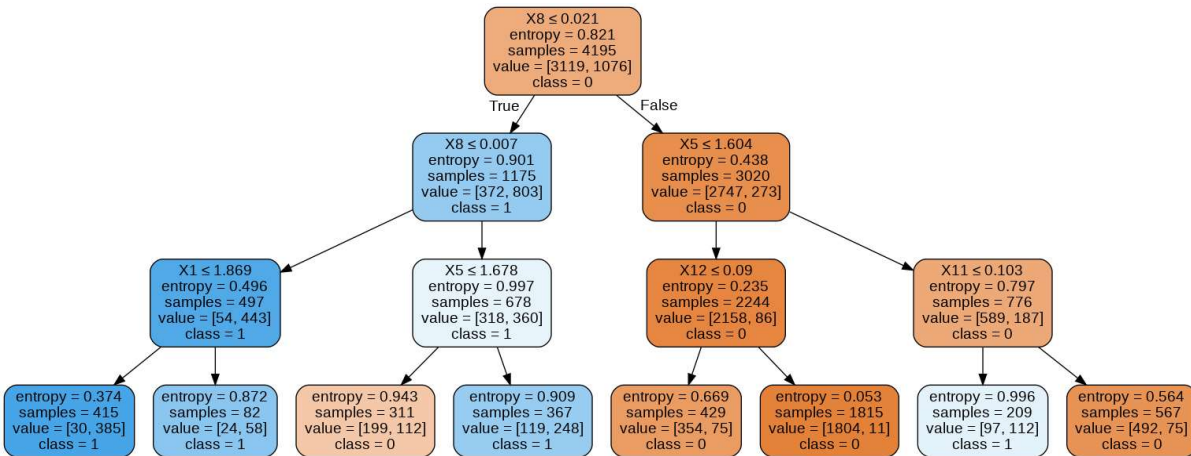 X8 ≤ 0.021
entropy = 0.821
samples = 4195
value = [3119, 1076]
class = 0
True
False
X8 ≤ 0.007
entropy = 0.901
samples = 1175
value = [372, 803]
class = 1
X5 ≤ 1.604
entropy = 0.438
samples = 3020
value = [2747, 273]
class = 0
X1 ≤ 1.869
entropy = 0.496
samples = 497
value = [54, 443]
class = 1
X5 ≤ 1.678
entropy = 0.997
samples = 678
value = [318, 360]
class = 1
X12 ≤ 0.09
entropy = 0.235
samples = 2244
value = [2158, 86]
class = 0
X11 ≤ 0.103
entropy = 0.797
samples = 776
value = [589, 187]
class = 0
entropy = 0.374
samples = 415
value = [30, 385]
class = 1
entropy = 0.872
samples = 82
value = [24, 58]
class = 1
entropy = 0.943
samples = 311
value = [199, 112]
class = 0
entropy = 0.909
samples = 367
value = [119, 248]
class = 1
entropy = 0.669
samples = 429
value = [354, 75]
class = 0
entropy = 0.053
samples = 1815
value = [1804, 11]
class = 0
entropy = 0.996
samples = 209
value = [97, 112]
class = 1
entropy = 0.564
samples = 567
value = [492, 75]
class = 0